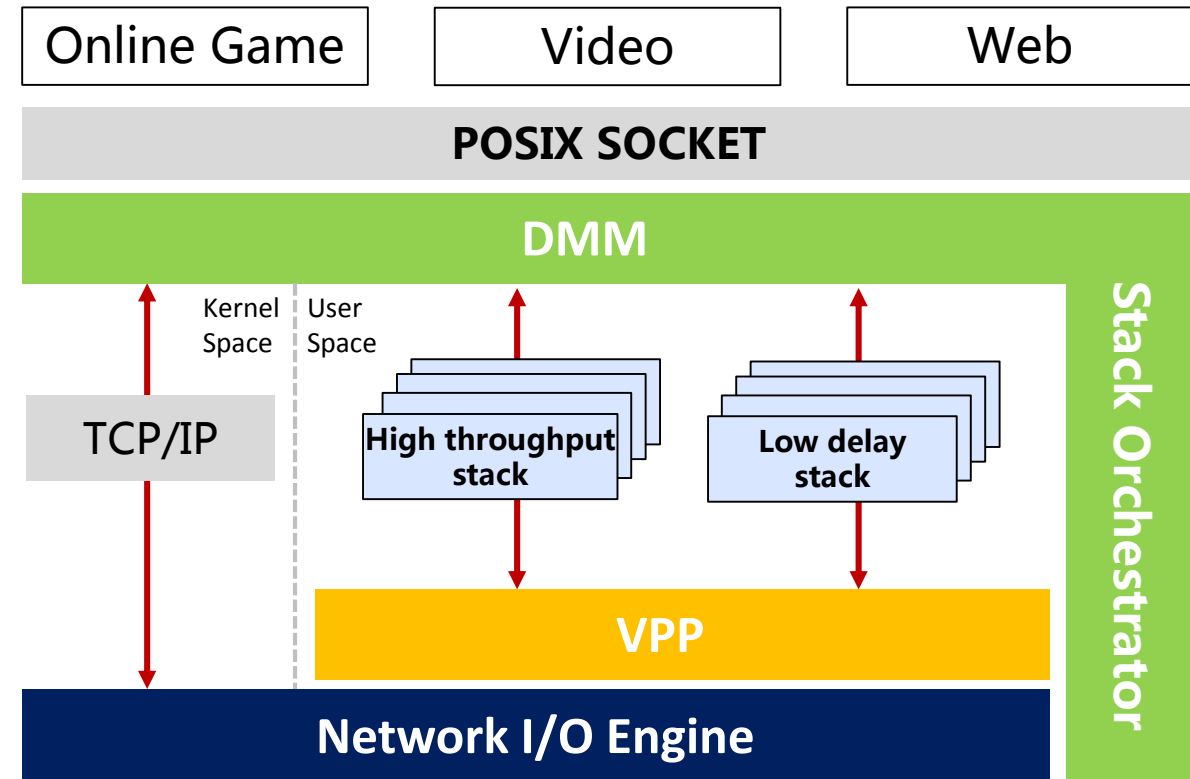 Online Game
Video
Web
POSIX SOCKET
DMM
Stack Orchestrator
Kernel
Space
User
Space
TCP/IP
High throughput
stack
Low delay
stack
VPP
Network I/O Engine